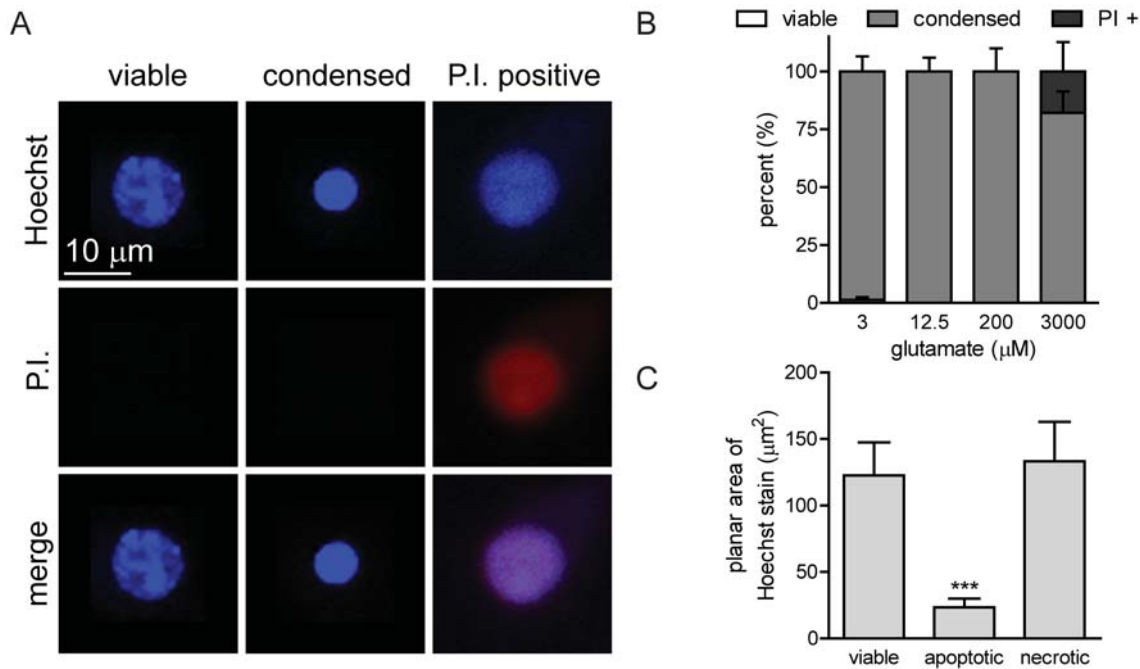 A
viable condensed P.I. positive
Hoechst
10 μm
P.I.
merge
B
viable condensed PI +
percent (%)
100
75
50
25
0
3 12.5 200 3000
glutamate (μM)
C
planar area of
Hoechst stain (μm²)
200
150
100
50
0
***
viable apoptotic necrotic